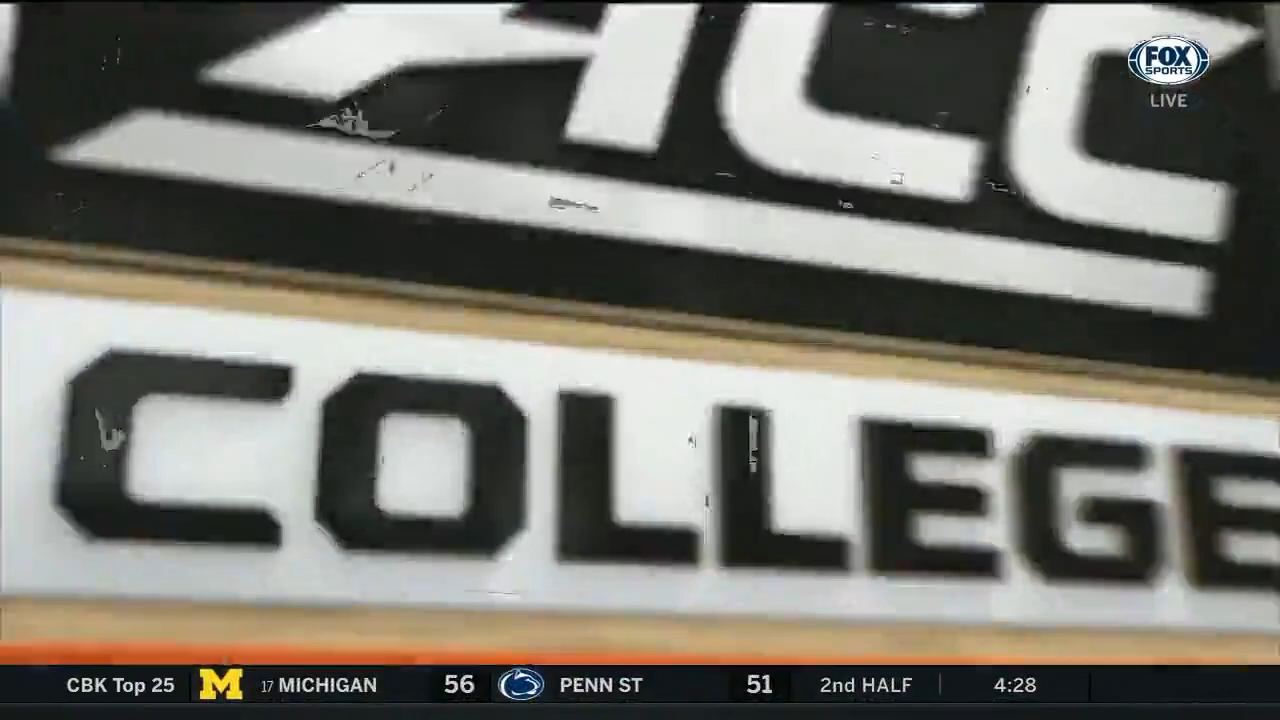 ACC
FOX
SPORTS
LIVE
COLLEGE
CBK Top 25 M 17 MICHIGAN 56 PENN ST 51 2nd HALF 4:28